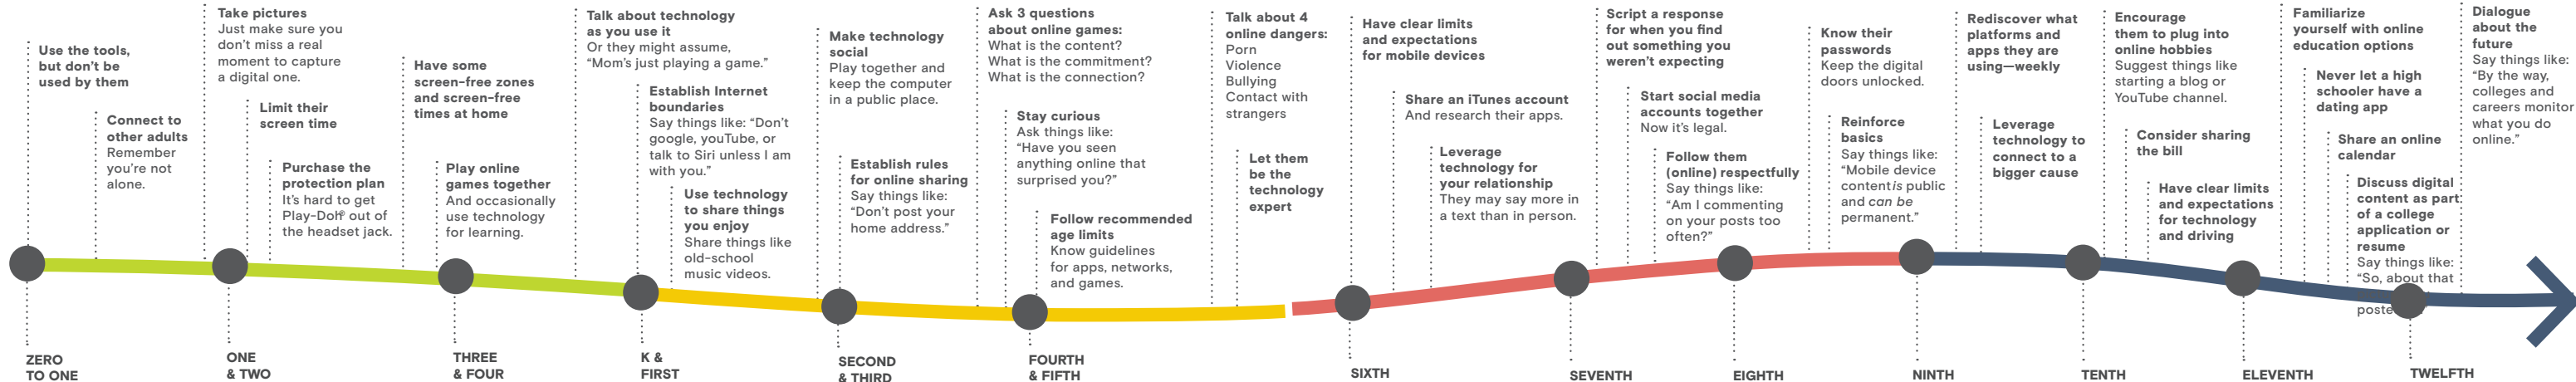 Use the tools,
but don't be
used by them
Connect to
other adults
Remember
you're not
alone.
Take pictures
Just make sure you
don't miss a real
moment to capture
a digital one.
Limit their
screen time
Purchase the
protection plan
It's hard to get
Play-Doh® out of
the headset jack.
Have some
screen-free zones
and screen-free
times at home
Play online
games together
And occasionally
use technology
for learning.
Talk about technology
as you use it
Or they might assume,
“Mom's just playing a game.”
Establish Internet
boundaries
Say things like: “Don't
google, youTube, or
talk to Siri unless I am
with you.”
Use technology
to share things
you enjoy
Share things like
old-school
music videos.
Make technology
social
Play together and
keep the computer
in a public place.
Establish rules
for online sharing
Say things like:
“Don't post your
home address.”
Ask 3 questions
about online games:
What is the content?
What is the commitment?
What is the connection?
Stay curious
Ask things like:
“Have you seen
anything online that
surprised you?”
Follow recommended
age limits
Know guidelines
for apps, networks,
and games.
Talk about 4
online dangers:
Porn
Violence
Bullying
Contact with
strangers
Let them
be the
technology
expert
Have clear limits
and expectations
for mobile devices
Share an iTunes account
And research their apps.
Leverage
technology for
your relationship
They may say more in
a text than in person.
Script a response
for when you find
out something you
weren't expecting
Start social media
accounts together
Now it's legal.
Follow them
(online) respectfully
Say things like:
“Am I commenting
on your posts too
often?”
Know their
passwords
Keep the digital
doors unlocked.
Reinforce
basics
Say things like:
“Mobile device
content is public
and can be
permanent.”
Rediscover what
platforms and
apps they are
using—weekly
Leverage
technology to
connect to a
bigger cause
Encourage
them to plug into
online hobbies
Suggest things like
starting a blog or
YouTube channel.
Consider sharing
the bill
Have clear limits
and expectations
for technology
and driving
Familiarize
yourself with online
education options
Never let a high
schooler have a
dating app
Share an online
calendar
Discuss digital
content as part
of a college
application or
resume
Say things like:
“So, about that
Dialogue
about the
future
Say things like:
“By the way,
colleges and
careers monitor
what you do
online.”
ZERO
TO ONE
ONE
& TWO
THREE
& FOUR
K &
FIRST
SECOND
& THIRD
FOURTH
& FIFTH
SIXTH
SEVENTH
EIGHTH
NINTH
TENTH
ELEVENTH
TWELFTH